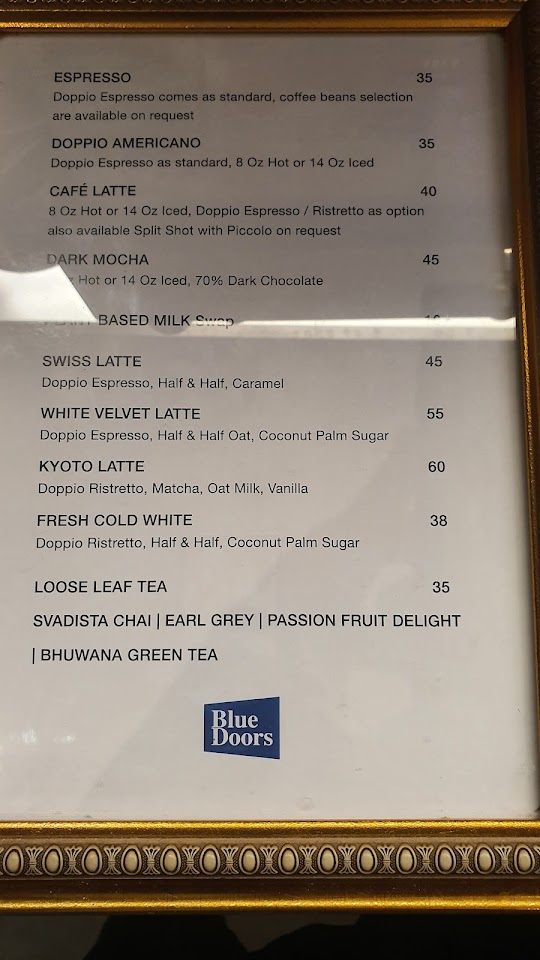 ESPRESSO 35
Doppio Espresso comes as standard, coffee beans selection
are available on request
DOPPIO AMERICANO 35
Doppio Espresso as standard, 8 Oz Hot or 14 Oz Iced
CAFÉ LATTE 40
8 Oz Hot or 14 Oz Iced, Doppio Espresso / Ristretto as option
also available Split Shot with Piccolo on request
DARK MOCHA 45
Hot or 14 Oz Iced, 70% Dark Chocolate
BASED MILK Swap
SWISS LATTE 45
Doppio Espresso, Half & Half, Caramel
WHITE VELVET LATTE 55
Doppio Espresso, Half & Half Oat, Coconut Palm Sugar
KYOTO LATTE 60
Doppio Ristretto, Matcha, Oat Milk, Vanilla
FRESH COLD WHITE 38
Doppio Ristretto, Half & Half, Coconut Palm Sugar
LOOSE LEAF TEA 35
SVADISTA CHAI | EARL GREY | PASSION FRUIT DELIGHT
| BHUWANA GREEN TEA
Blue
Doors